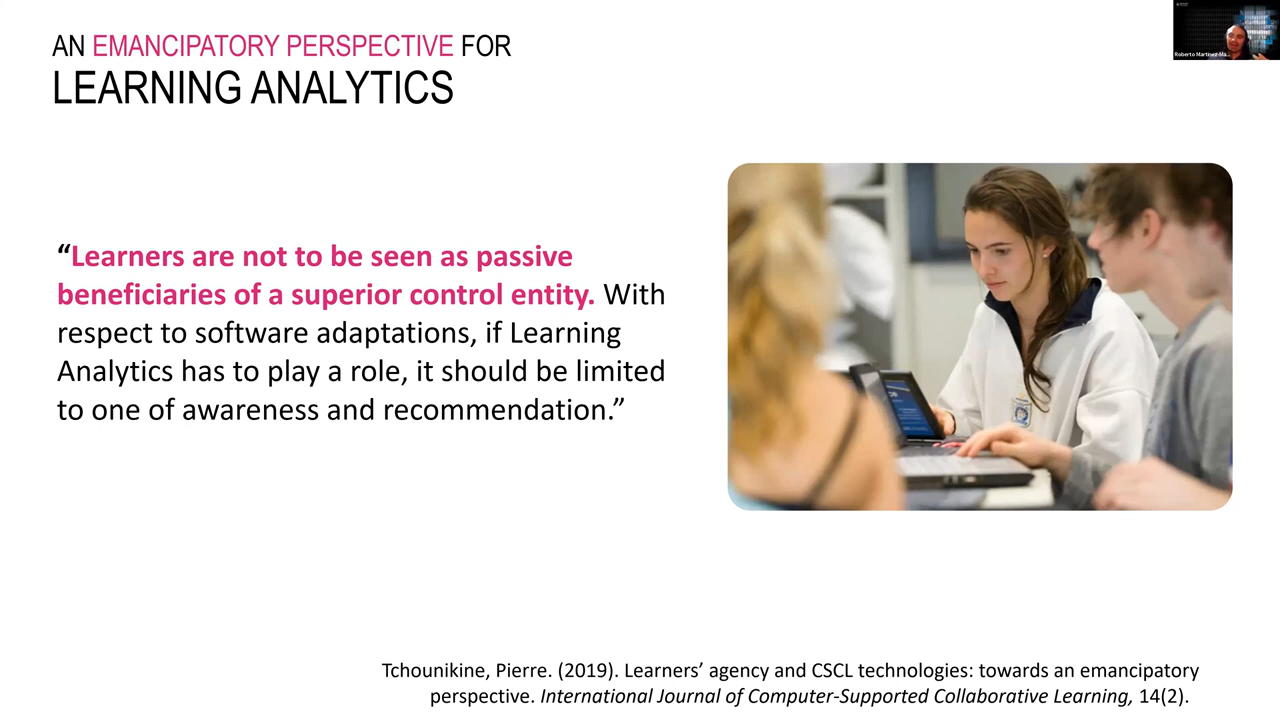 AN EMANCIPATORY PERSPECTIVE FOR
LEARNING ANALYTICS
Roberto Martinez-Ma...
“Learners are not to be seen as passive
beneficiaries of a superior control entity. With
respect to software adaptations, if Learning
Analytics has to play a role, it should be limited
to one of awareness and recommendation.”
Tchounikine, Pierre. (2019). Learners’ agency and CSCL technologies: towards an emancipatory
perspective. International Journal of Computer-Supported Collaborative Learning, 14(2).